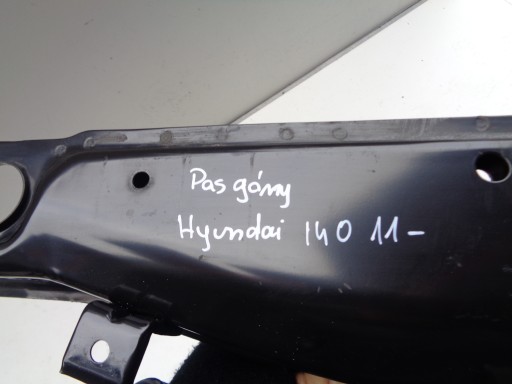 Pas górny
Hyundai i40 11-